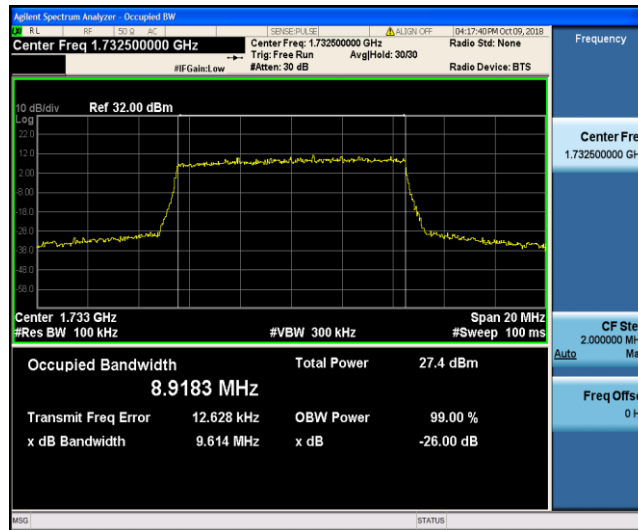 Agilent Spectrum Analyzer - Occupied BW
RL RF 50 Ω AC SENSE:PULSE ALIGN OFF 04:17:40 PM Oct 09, 2018
Center Freq 1.732500000 GHz Center Freq: 1.732500000 GHz Radio Std: None Frequency
Trig: Free Run Avg|Hold: 30/30
#IFGain:Low #Atten: 30 dB Radio Device: BTS
10 dB/div Ref 32.00 dBm
Log
22.0
12.0
2.00
-8.00
-18.0
-28.0
-38.0
-48.0
-58.0
Center Fre
1.732500000 GH
Center 1.733 GHz Span 20 MHz
#Res BW 100 kHz #VBW 300 kHz #Sweep 100 ms
CF Ste
2.000000 MH
Auto Ma
Occupied Bandwidth Total Power 27.4 dBm
8.9183 MHz
Transmit Freq Error 12.628 kHz OBW Power 99.00 %
x dB Bandwidth 9.614 MHz x dB -26.00 dB
Freq Offse
0 H
MSG STATUS